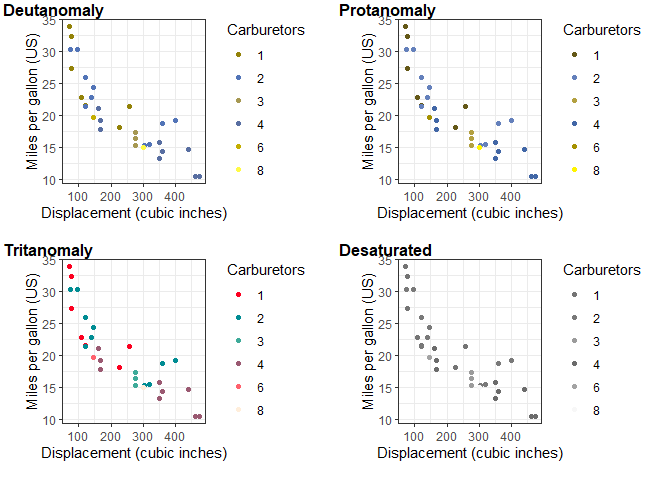 Deutanomaly
Miles per gallon (US)
35
30
25
20
15
10
100 200 300 400
Displacement (cubic inches)
Carburetors
1
2
3
4
6
8
Protanomaly
Miles per gallon (US)
35
30
25
20
15
10
100 200 300 400
Displacement (cubic inches)
Carburetors
1
2
3
4
6
8
Tritanomaly
Miles per gallon (US)
35
30
25
20
15
10
100 200 300 400
Displacement (cubic inches)
Carburetors
1
2
3
4
6
8
Desaturated
Miles per gallon (US)
35
30
25
20
15
10
100 200 300 400
Displacement (cubic inches)
Carburetors
1
2
3
4
6
8